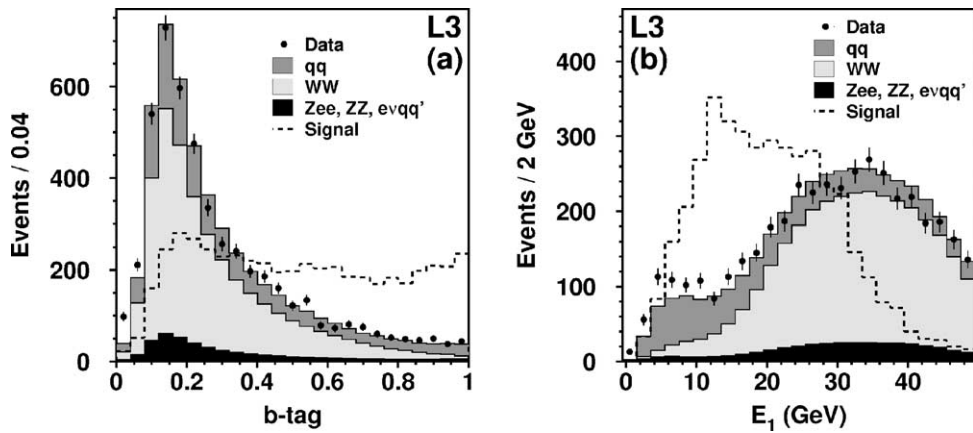 L3
(a)
Data
qq
WW
Zee, ZZ, eνqq'
Signal
Events / 0.04
600
400
200
0
0 0.2 0.4 0.6 0.8 1
b-tag
L3
(b)
Data
qq
WW
Zee, ZZ, eνqq'
Signal
Events / 2 GeV
400
300
200
100
0
0 10 20 30 40
E1 (GeV)